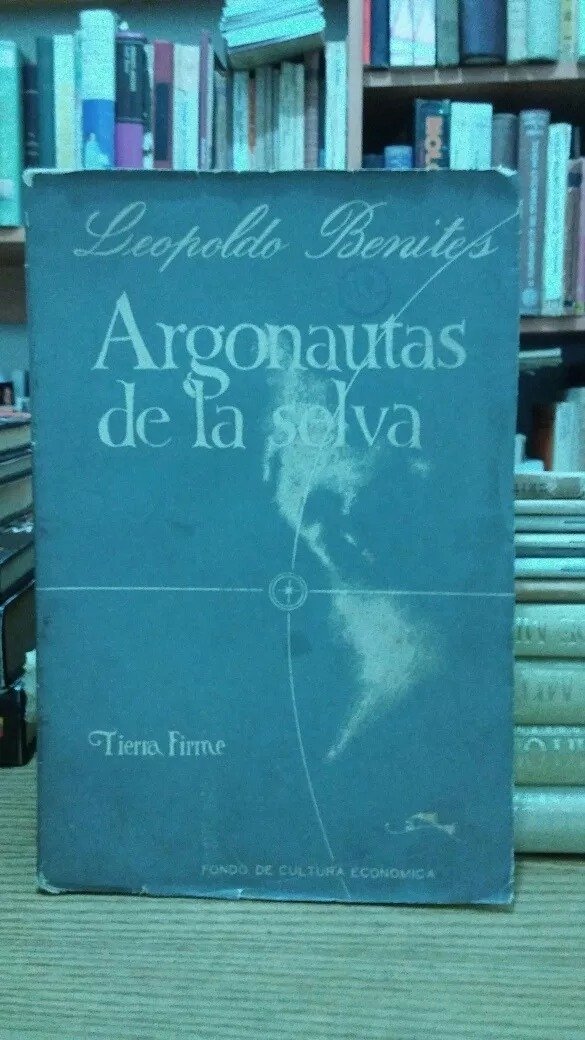 Leopoldo Benites
Argonautas
de la selva
Tierra Firme
FONDO DE CULTURA ECONOMICA